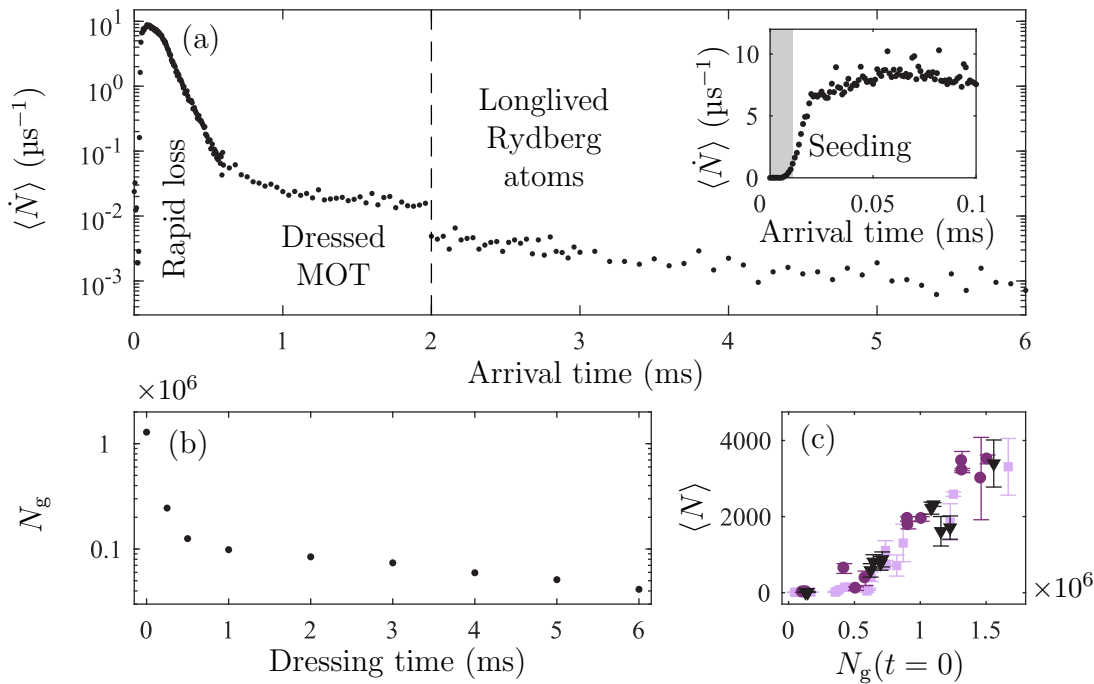 (a)
10¹
10⁰
10⁻¹
10⁻²
10⁻³
⟨Ṅ⟩ (µs⁻¹)
Rapid loss
Dressed
MOT
Longlived
Rydberg
atoms
0 1 2 3 4 5 6
Arrival time (ms)
10
5
0
⟨Ṅ⟩ (µs⁻¹)
Seeding
0 0.05 0.1
Arrival time (ms)
×10⁶
(b)
1
0.1
N_g
0 1 2 3 4 5 6
Dressing time (ms)
(c)
4000
2000
0
⟨N⟩
×10⁶
0 0.5 1 1.5
N_g(t = 0)